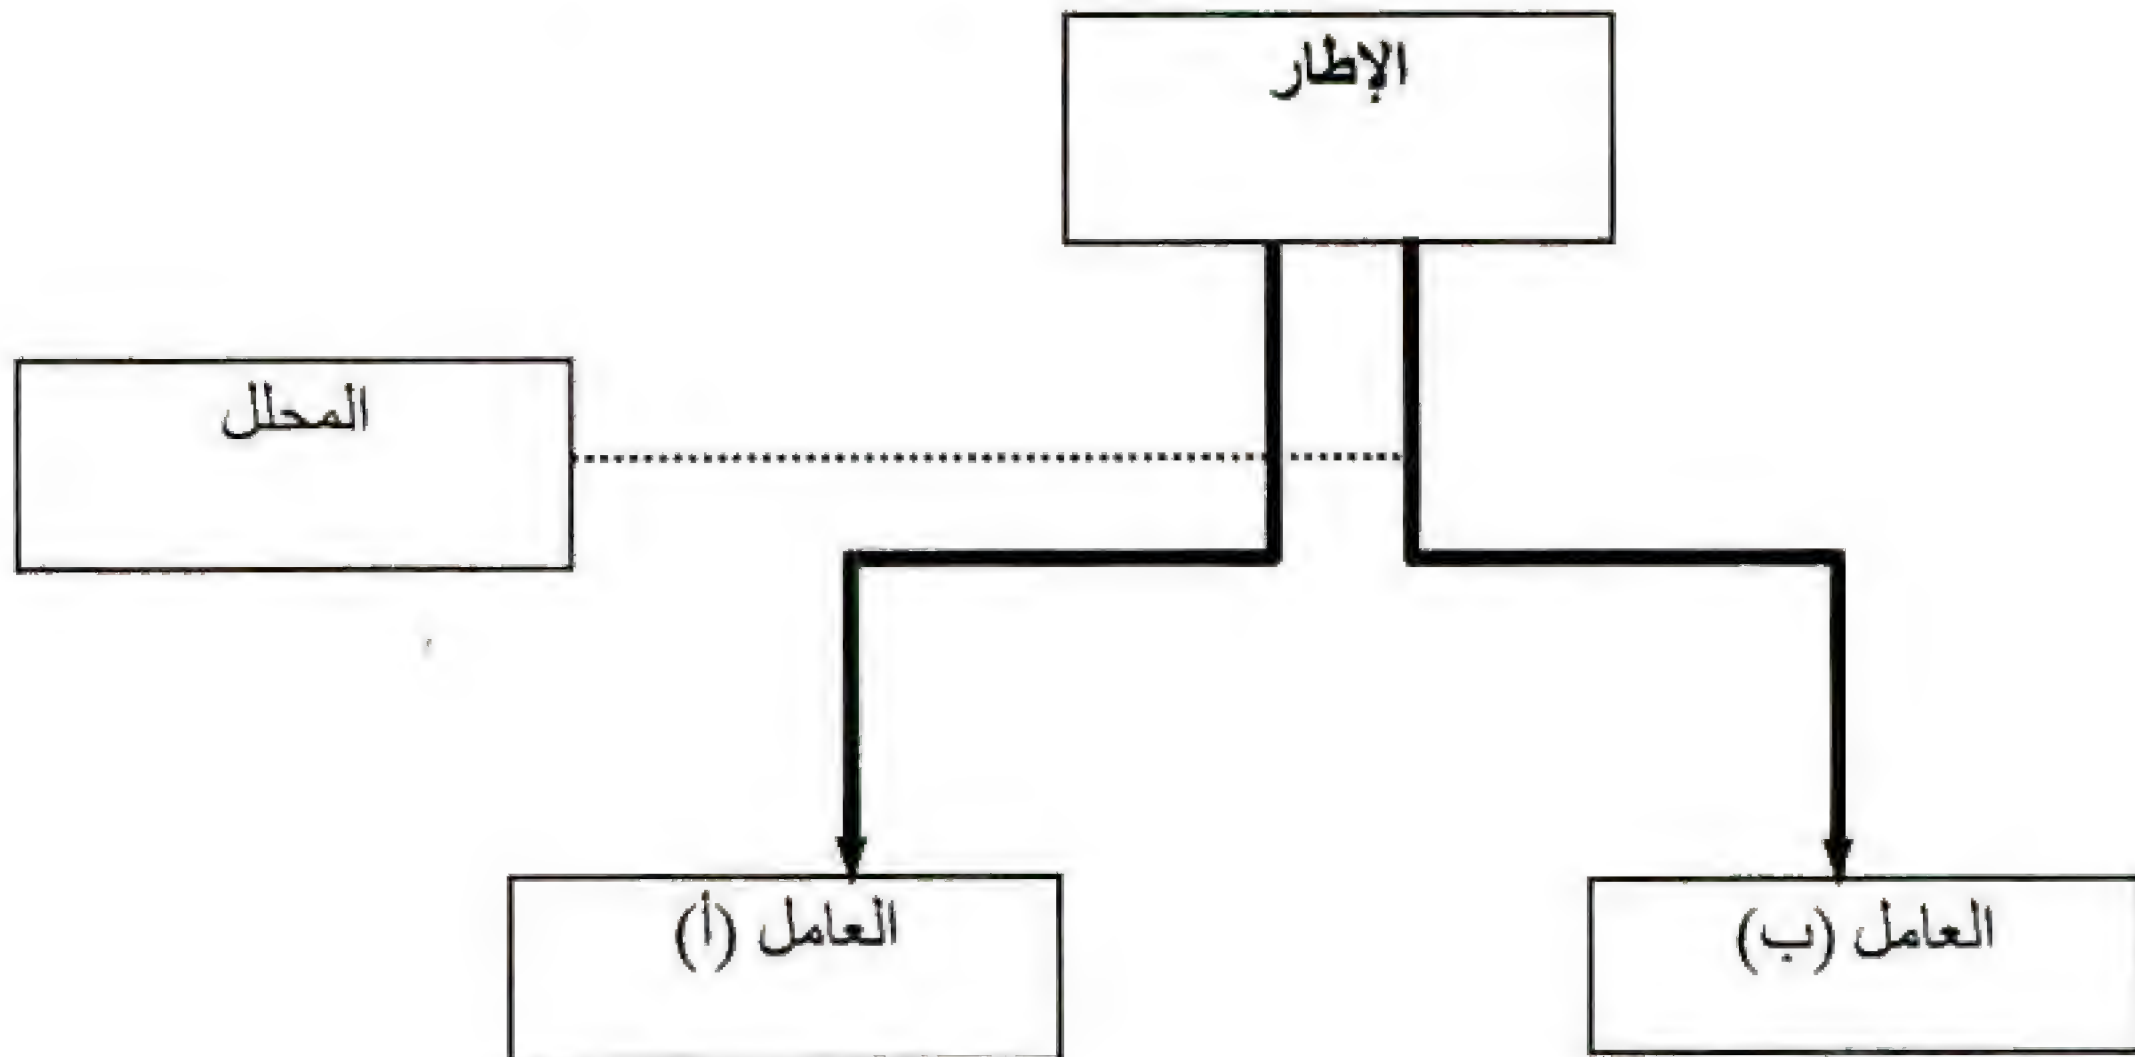 الإطار
المحلل
العامل (ب)
العامل (أ)